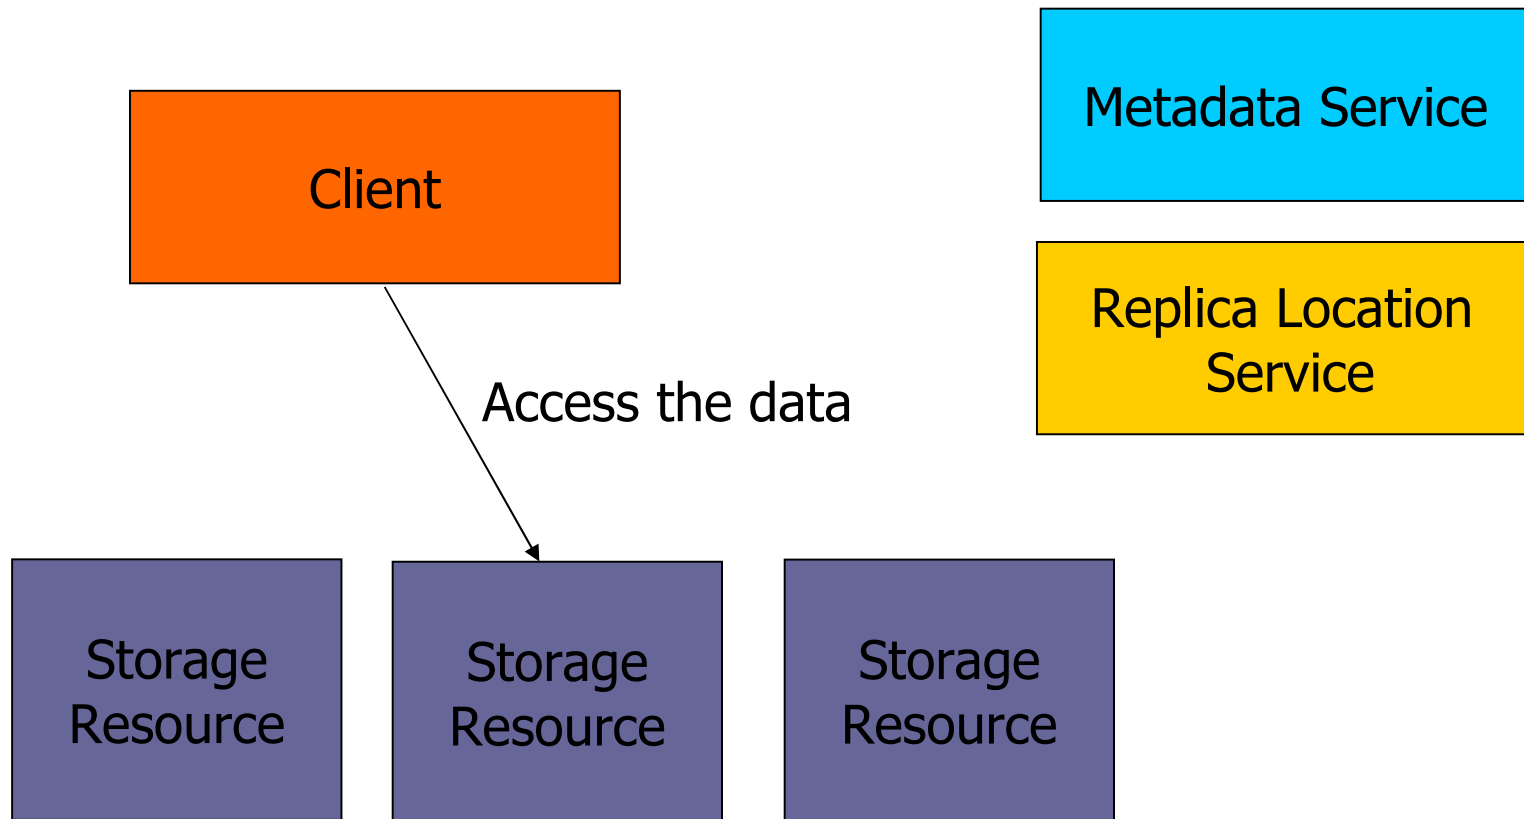 Metadata Service
Client
Replica Location
Service
Access the data
Storage
Resource
Storage
Resource
Storage
Resource